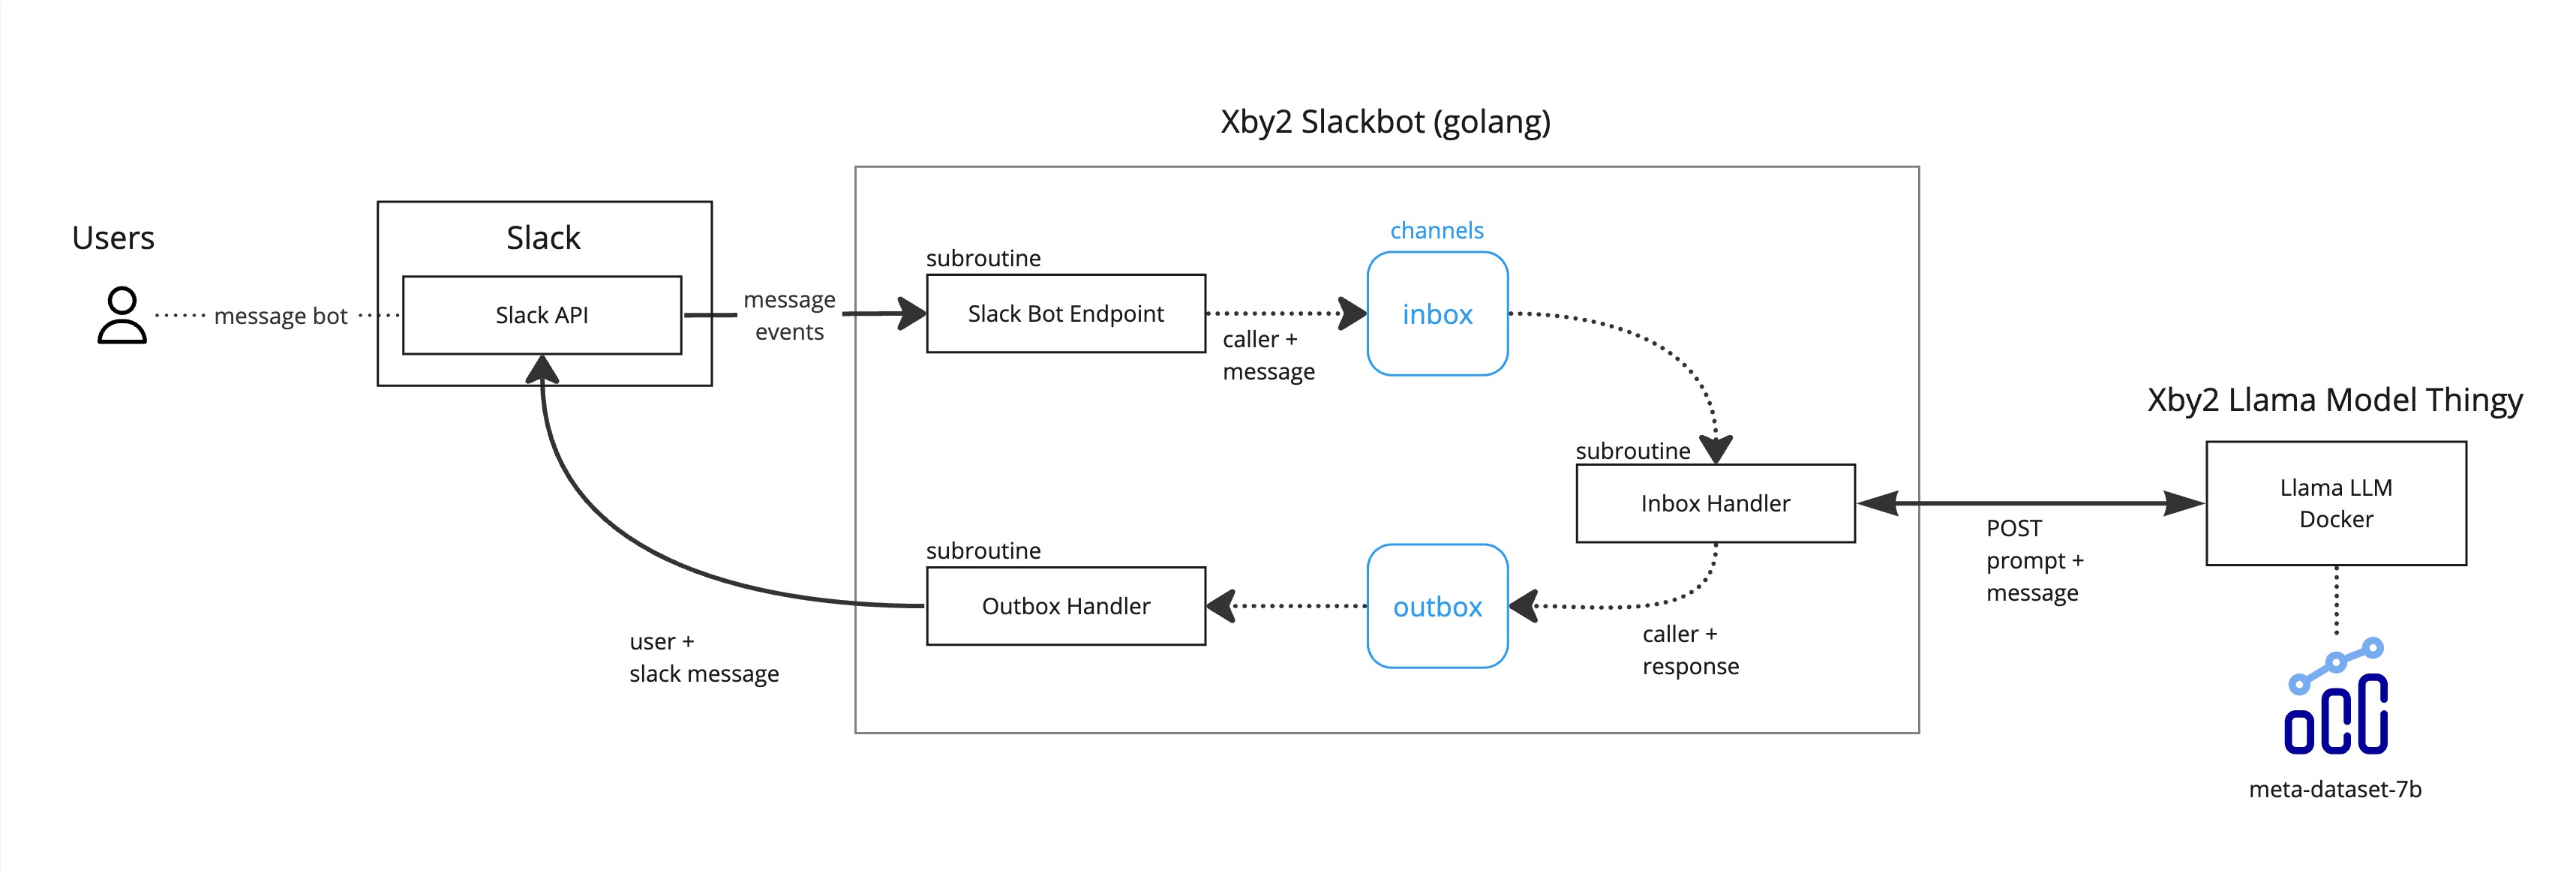 Xby2 Slackbot (golang)
Users
Slack
message bot
Slack API
message
events
subroutine
Slack Bot Endpoint
caller +
message
channels
inbox
subroutine
Inbox Handler
POST
prompt +
message
Xby2 Llama Model Thingy
Llama LLM
Docker
meta-dataset-7b
caller +
response
outbox
subroutine
Outbox Handler
user +
slack message